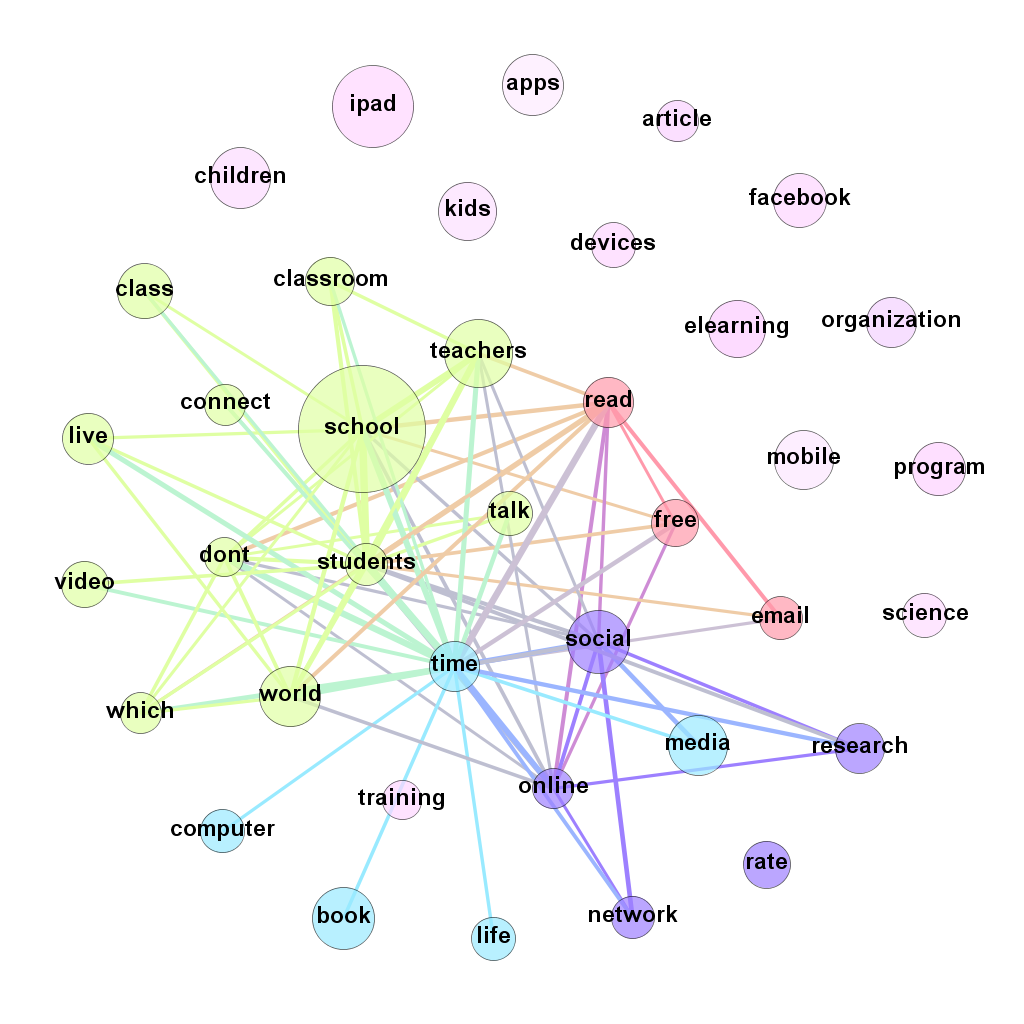 apps
ipad
article
children
facebook
kids
devices
classroom
class
organization
elearning
teachers
read
connect
school
live
mobile
program
talk
free
dont
students
video
science
email
social
time
world
which
media
research
online
training
computer
rate
book
network
life